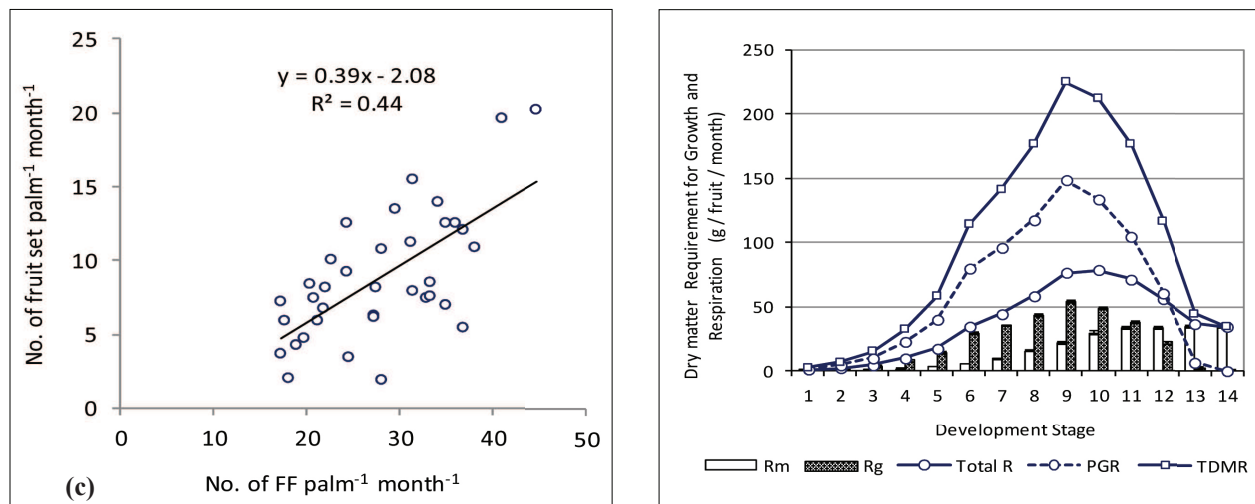 25
20
15
10
5
0
No. of fruit set palm⁻¹ month⁻¹
y = 0.39x - 2.08
R² = 0.44
0 10 20 30 40 50
(c) No. of FF palm⁻¹ month⁻¹
250
200
150
100
50
0
Dry matter Requirement for Growth and
Respiration (g / fruit / month)
1 2 3 4 5 6 7 8 9 10 11 12 13 14
Development Stage
Rm Rg Total R PGR TDMR